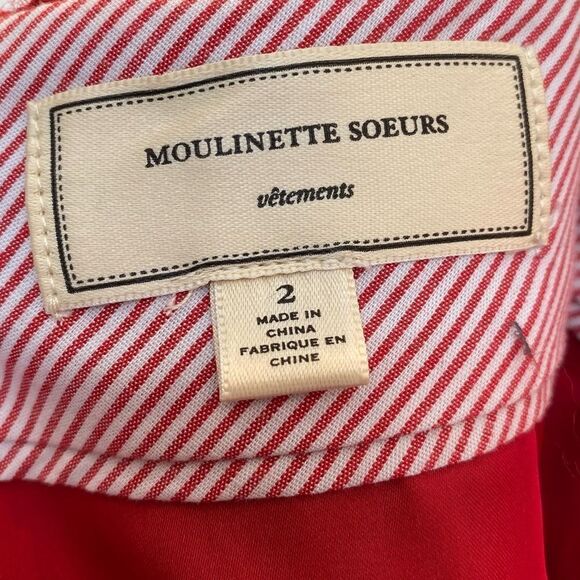 MOULINETTE SOEURS
vêtements
2
MADE IN
CHINA
FABRIQUE EN
CHINE